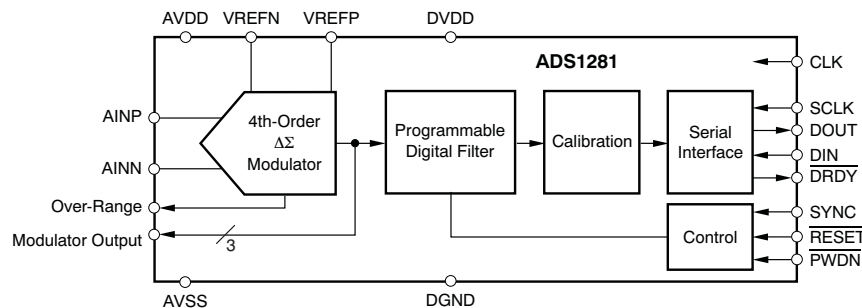 AVDD VREFN VREFP DVDD
ADS1281
CLK
AINP
4th-Order
ΔΣ
Modulator
Programmable
Digital Filter
Calibration
Serial
Interface
SCLK
DOUT
DIN
DRDY
AINN
Over-Range
Modulator Output
3
Control
SYNC
RESET
PWDN
AVSS DGND